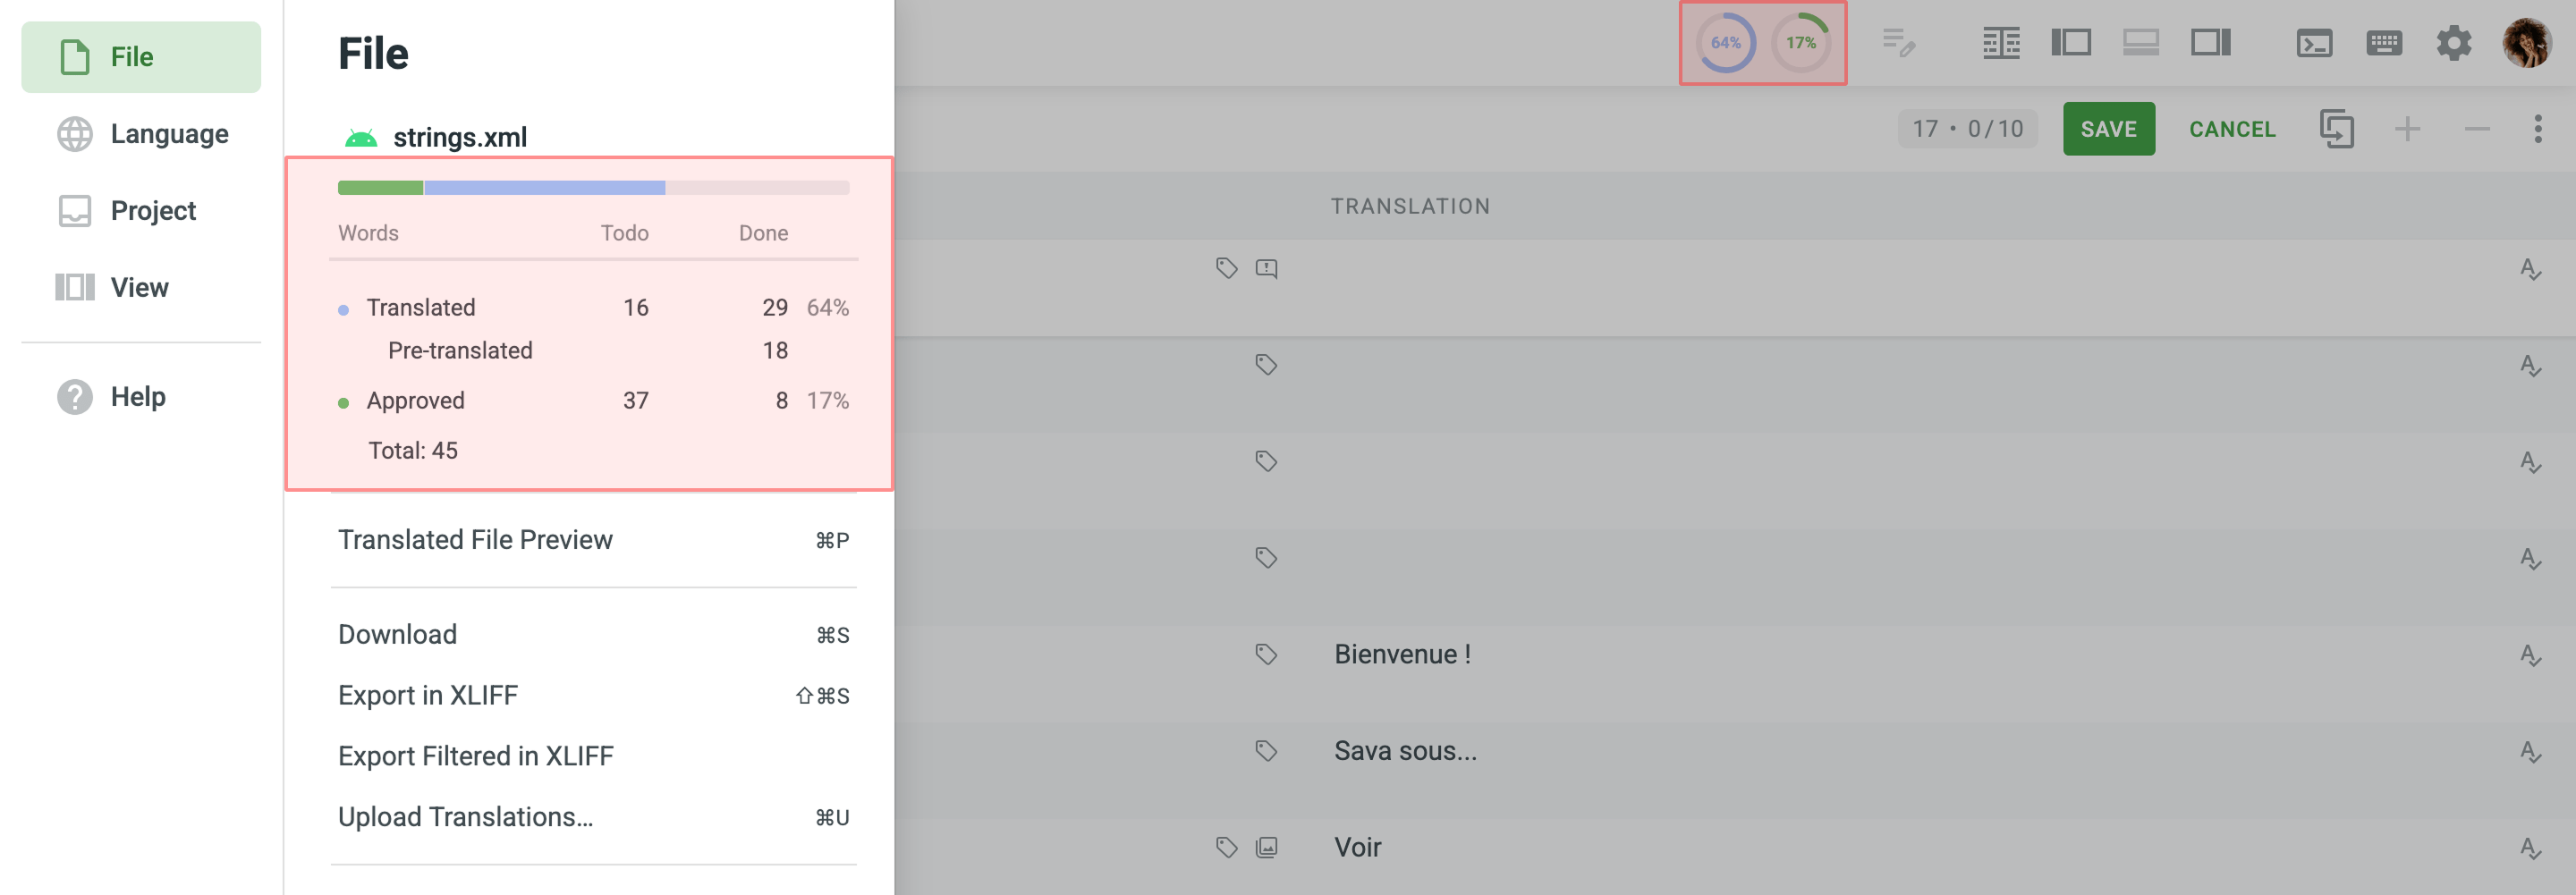 File
Language
Project
View
Help
File
strings.xml
Words Todo Done
Translated 16 29 64%
Pre-translated 18
Approved 37 8 17%
Total: 45
Translated File Preview ⌘P
Download ⌘S
Export in XLIFF ⇧⌘S
Export Filtered in XLIFF
Upload Translations... ⌘U
64% 17%
17 • 0/10 SAVE CANCEL
TRANSLATION
Bienvenue !
Sava sous...
Voir